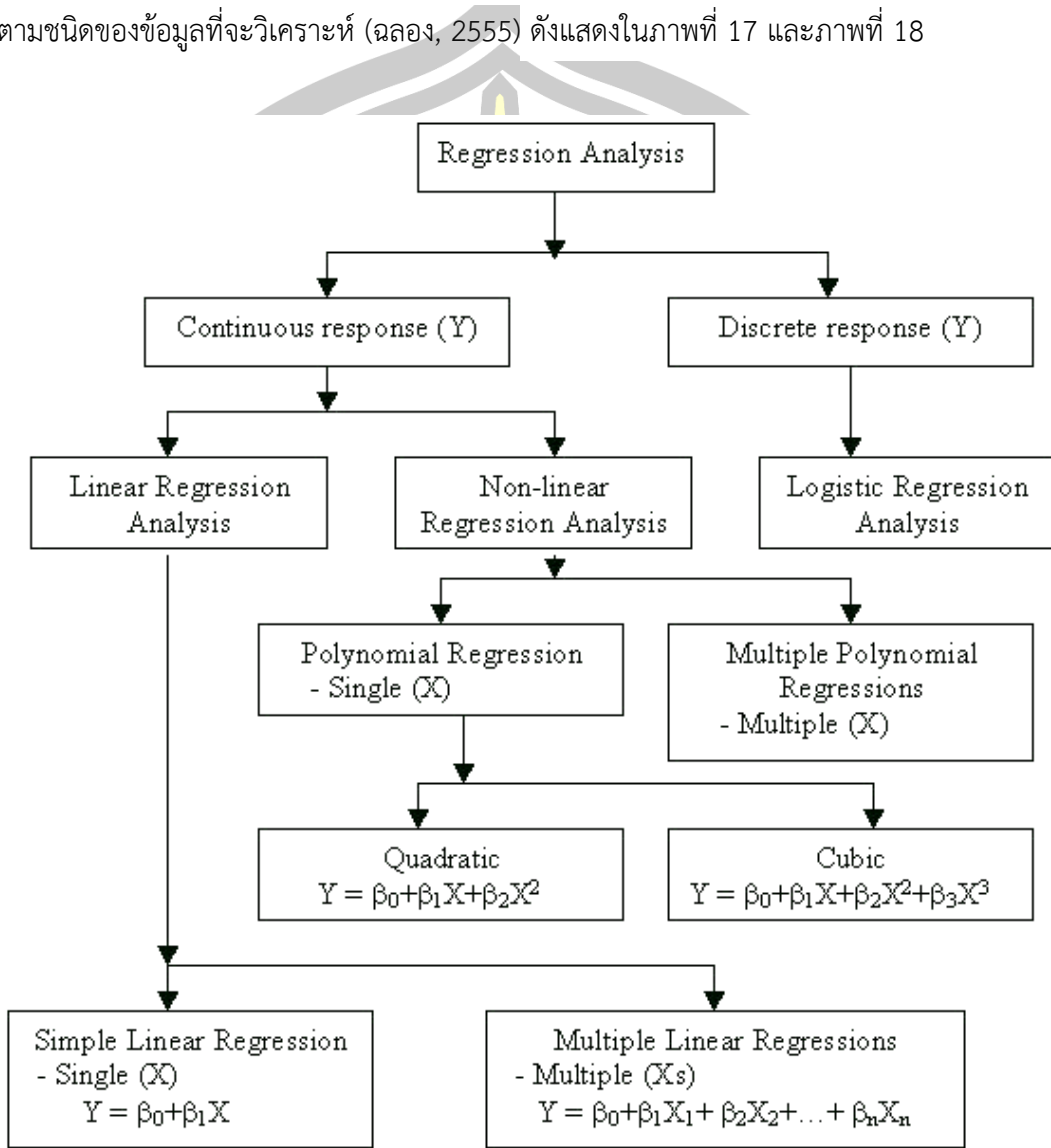 ตามชนิดของข้อมูลที่จะวิเคราะห์ (ฉลอง, 2555) ดังแสดงในภาพที่ 17 และภาพที่ 18
Regression Analysis
Continuous response (Y)
Discrete response (Y)
Linear Regression
Analysis
Non-linear
Regression Analysis
Logistic Regression
Analysis
Polynomial Regression
- Single (X)
Multiple Polynomial
Regressions
- Multiple (X)
Quadratic
Y = β₀+β₁X+β₂X²
Cubic
Y = β₀+β₁X+β₂X²+β₃X³
Simple Linear Regression
- Single (X)
Y = β₀+β₁X
Multiple Linear Regressions
- Multiple (Xs)
Y = β₀+β₁X₁+ β₂X₂+...+ βₙXₙ